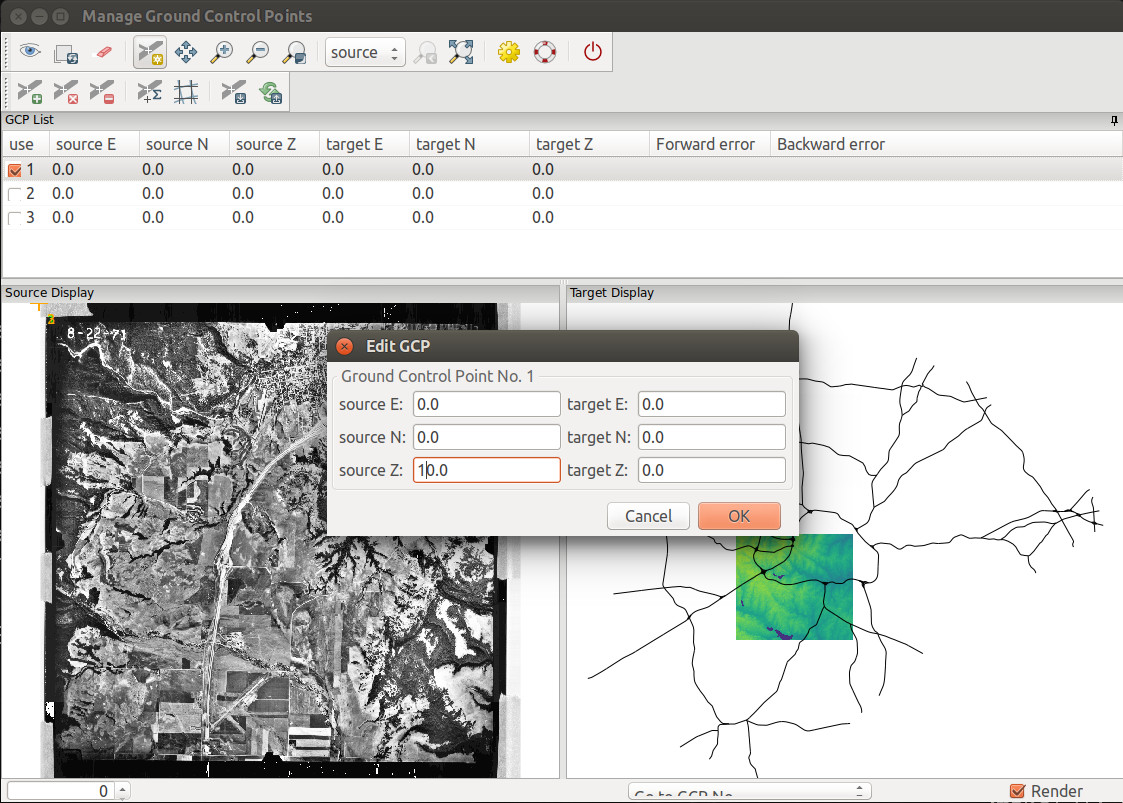 Manage Ground Control Points
source
GCP List
use source E source N source Z target E target N target Z Forward error Backward error
1 0.0 0.0 0.0 0.0 0.0 0.0
2 0.0 0.0 0.0 0.0 0.0 0.0
3 0.0 0.0 0.0 0.0 0.0 0.0
Source Display Target Display
8-22-71
Edit GCP
Ground Control Point No. 1
source E: 0.0 target E: 0.0
source N: 0.0 target N: 0.0
source Z: 10.0 target Z: 0.0
Cancel OK
0 Go to GCP No. Render